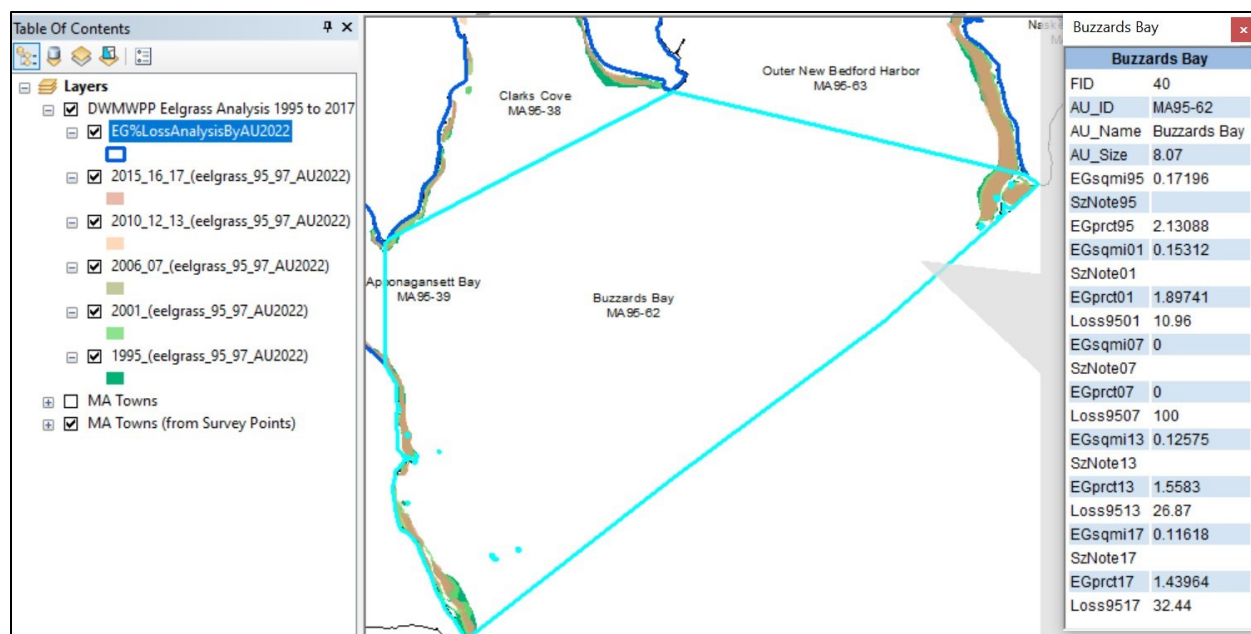 Table Of Contents
Layers
DWMWPP Eelgrass Analysis 1995 to 2017
EG%LossAnalysisByAU2022
2015_16_17_(eelgrass_95_97_AU2022)
2010_12_13_(eelgrass_95_97_AU2022)
2006_07_(eelgrass_95_97_AU2022)
2001_(eelgrass_95_97_AU2022)
1995_(eelgrass_95_97_AU2022)
MA Towns
MA Towns (from Survey Points)
Clarks Cove
MA95-38
Outer New Bedford Harbor
MA95-63
Apponagansett Bay
MA95-39
Buzzards Bay
MA95-62
Buzzards Bay
Buzzards Bay
FID 40
AU_ID MA95-62
AU_Name Buzzards Bay
AU_Size 8.07
EGsqmi95 0.17196
SzNote95
EGprct95 2.13088
EGsqmi01 0.15312
SzNote01
EGprct01 1.89741
Loss9501 10.96
EGsqmi07 0
SzNote07
EGprct07 0
Loss9507 100
EGsqmi13 0.12575
SzNote13
EGprct13 1.5583
Loss9513 26.87
EGsqmi17 0.11618
SzNote17
EGprct17 1.43964
Loss9517 32.44